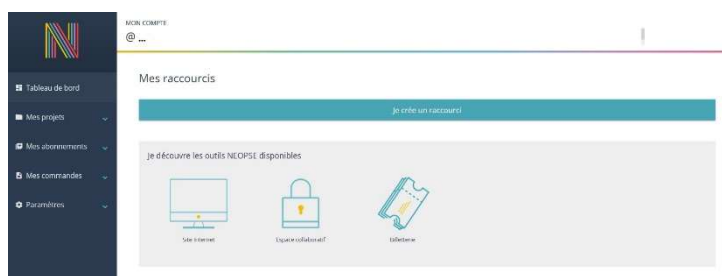 MON COMPTE
@ ...
Tableau de bord
Mes projets
Mes abonnements
Mes commandes
Paramètres
Mes raccourcis
Je crée un raccourci
Je découvre les outils NEOPSE disponibles
Site internet
Espace collaboratif
Billetterie